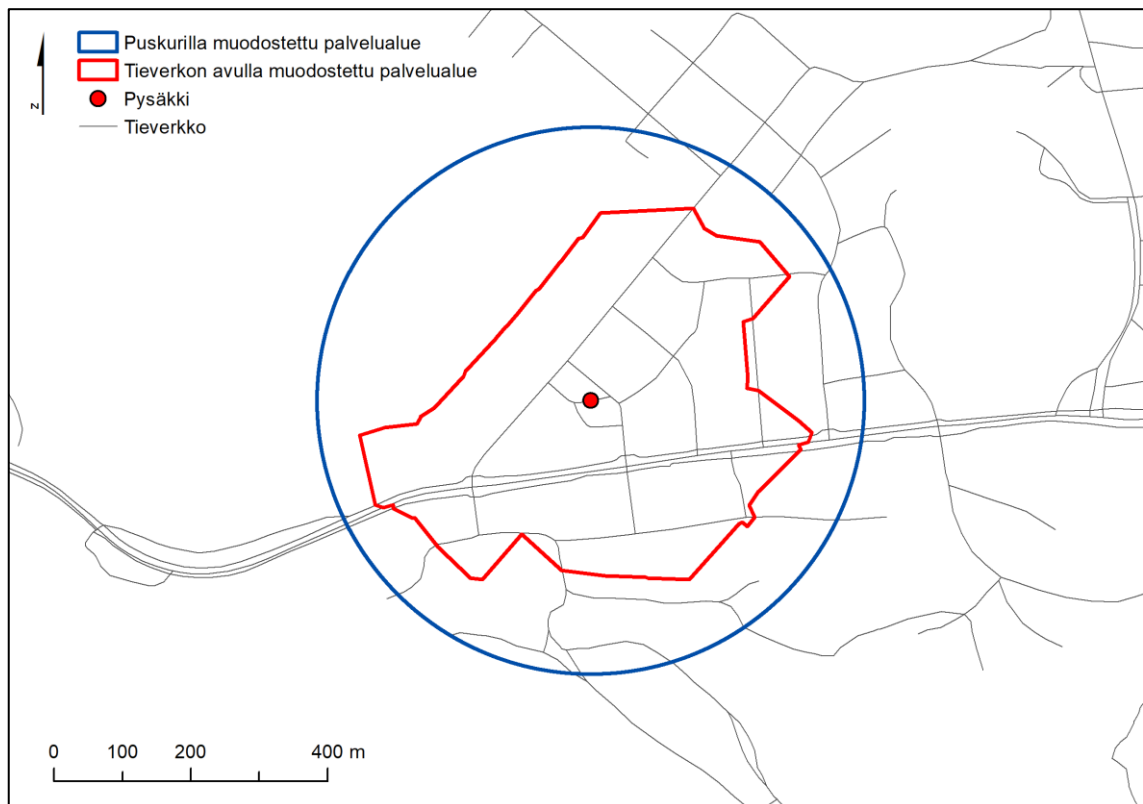 Puskurilla muodostettu palvelualue
Tieverkon avulla muodostettu palvelualue
Pysäkki
Tieverkko
N
0 100 200 400 m